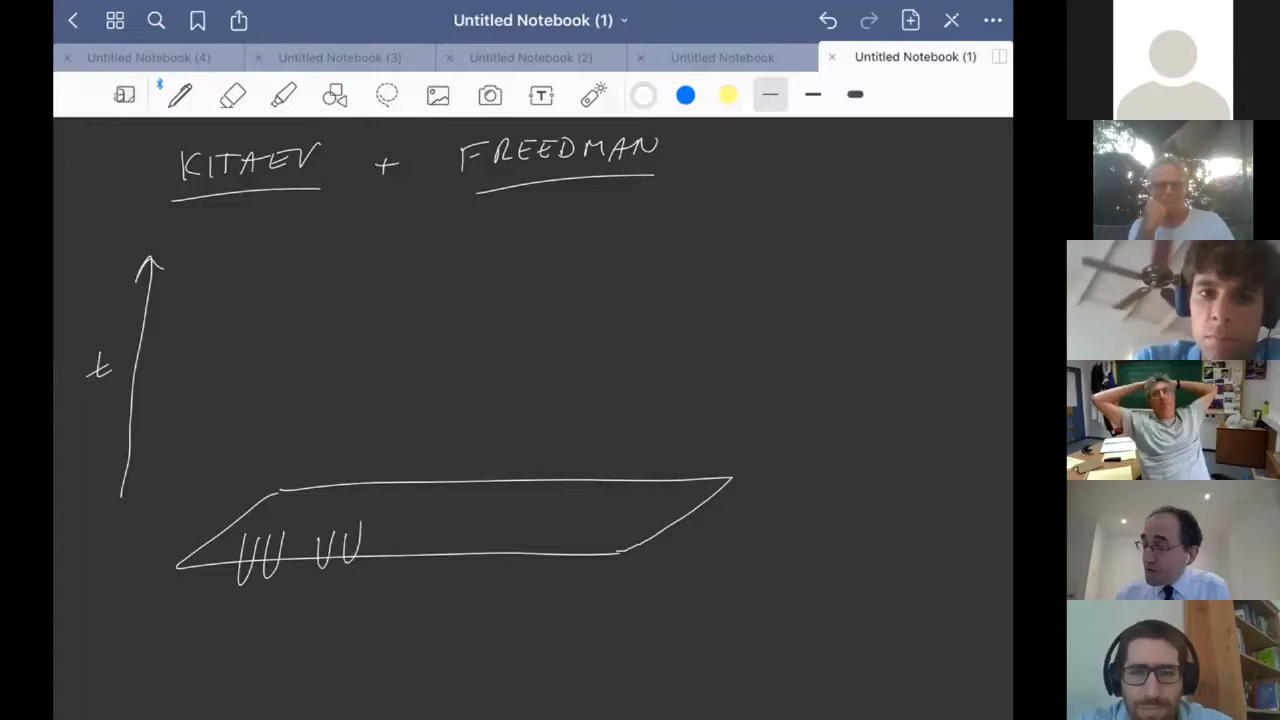 Untitled Notebook (1)
Untitled Notebook (4)
Untitled Notebook (3)
Untitled Notebook (2)
Untitled Notebook
Untitled Notebook (1)
T
KITAEV + FREEDMAN
t